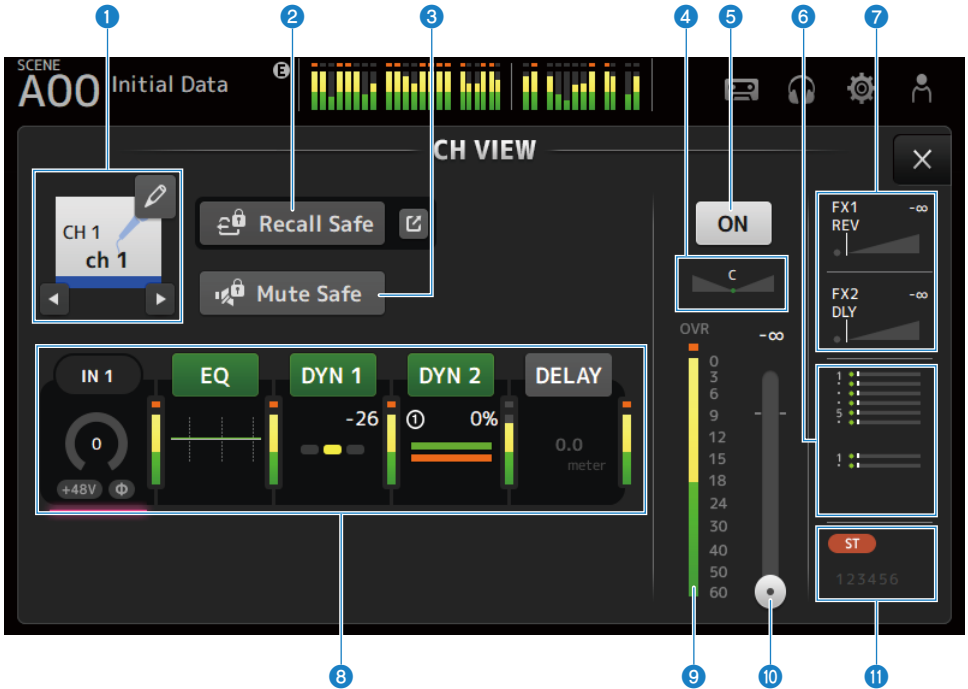 1
2
3
4
5
6
7
SCENE
A00
Initial Data
E
CH VIEW
CH 1
ch 1
Recall Safe
Mute Safe
ON
C
OVR
-∞
0
3
6
9
12
15
18
24
30
40
50
60
FX1
-∞
REV
FX2
-∞
DLY
1
5
1
ST
123456
IN 1
EQ
DYN 1
DYN 2
DELAY
0
+48V
Φ
-26
1
0%
0.0
meter
8
9
10
11